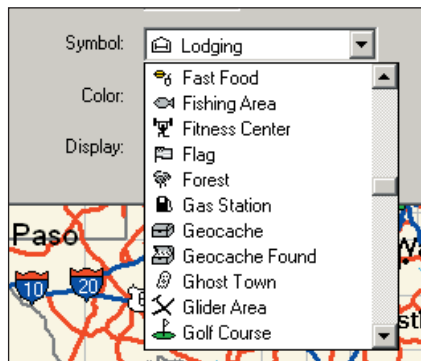 Symbol:
Lodging
Fast Food
Color:
Fishing Area
Fitness Center
Display:
Flag
Forest
Gas Station
Geocache
Paso
Geocache Found
Ghost Town
10
20
Glider Area
Golf Course